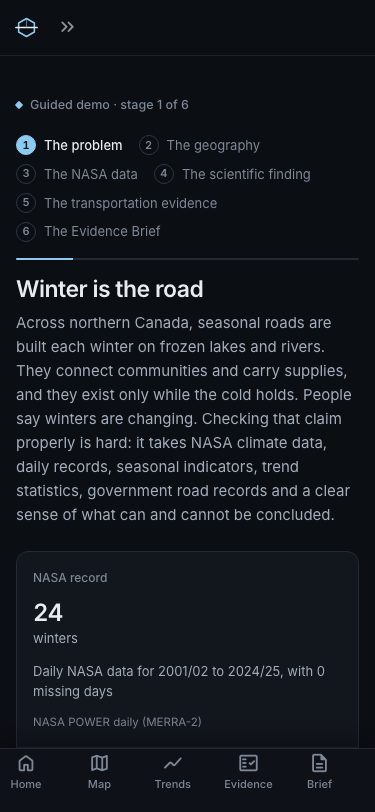 Guided demo · stage 1 of 6
1 The problem 2 The geography
3 The NASA data 4 The scientific finding
5 The transportation evidence
6 The Evidence Brief
Winter is the road
Across northern Canada, seasonal roads are
built each winter on frozen lakes and rivers.
They connect communities and carry supplies,
and they exist only while the cold holds. People
say winters are changing. Checking that claim
properly is hard: it takes NASA climate data,
daily records, seasonal indicators, trend
statistics, government road records and a clear
sense of what can and cannot be concluded.
NASA record
24
winters
Daily NASA data for 2001/02 to 2024/25, with 0
missing days
NASA POWER daily (MERRA-2)
Home Map Trends Evidence Brief